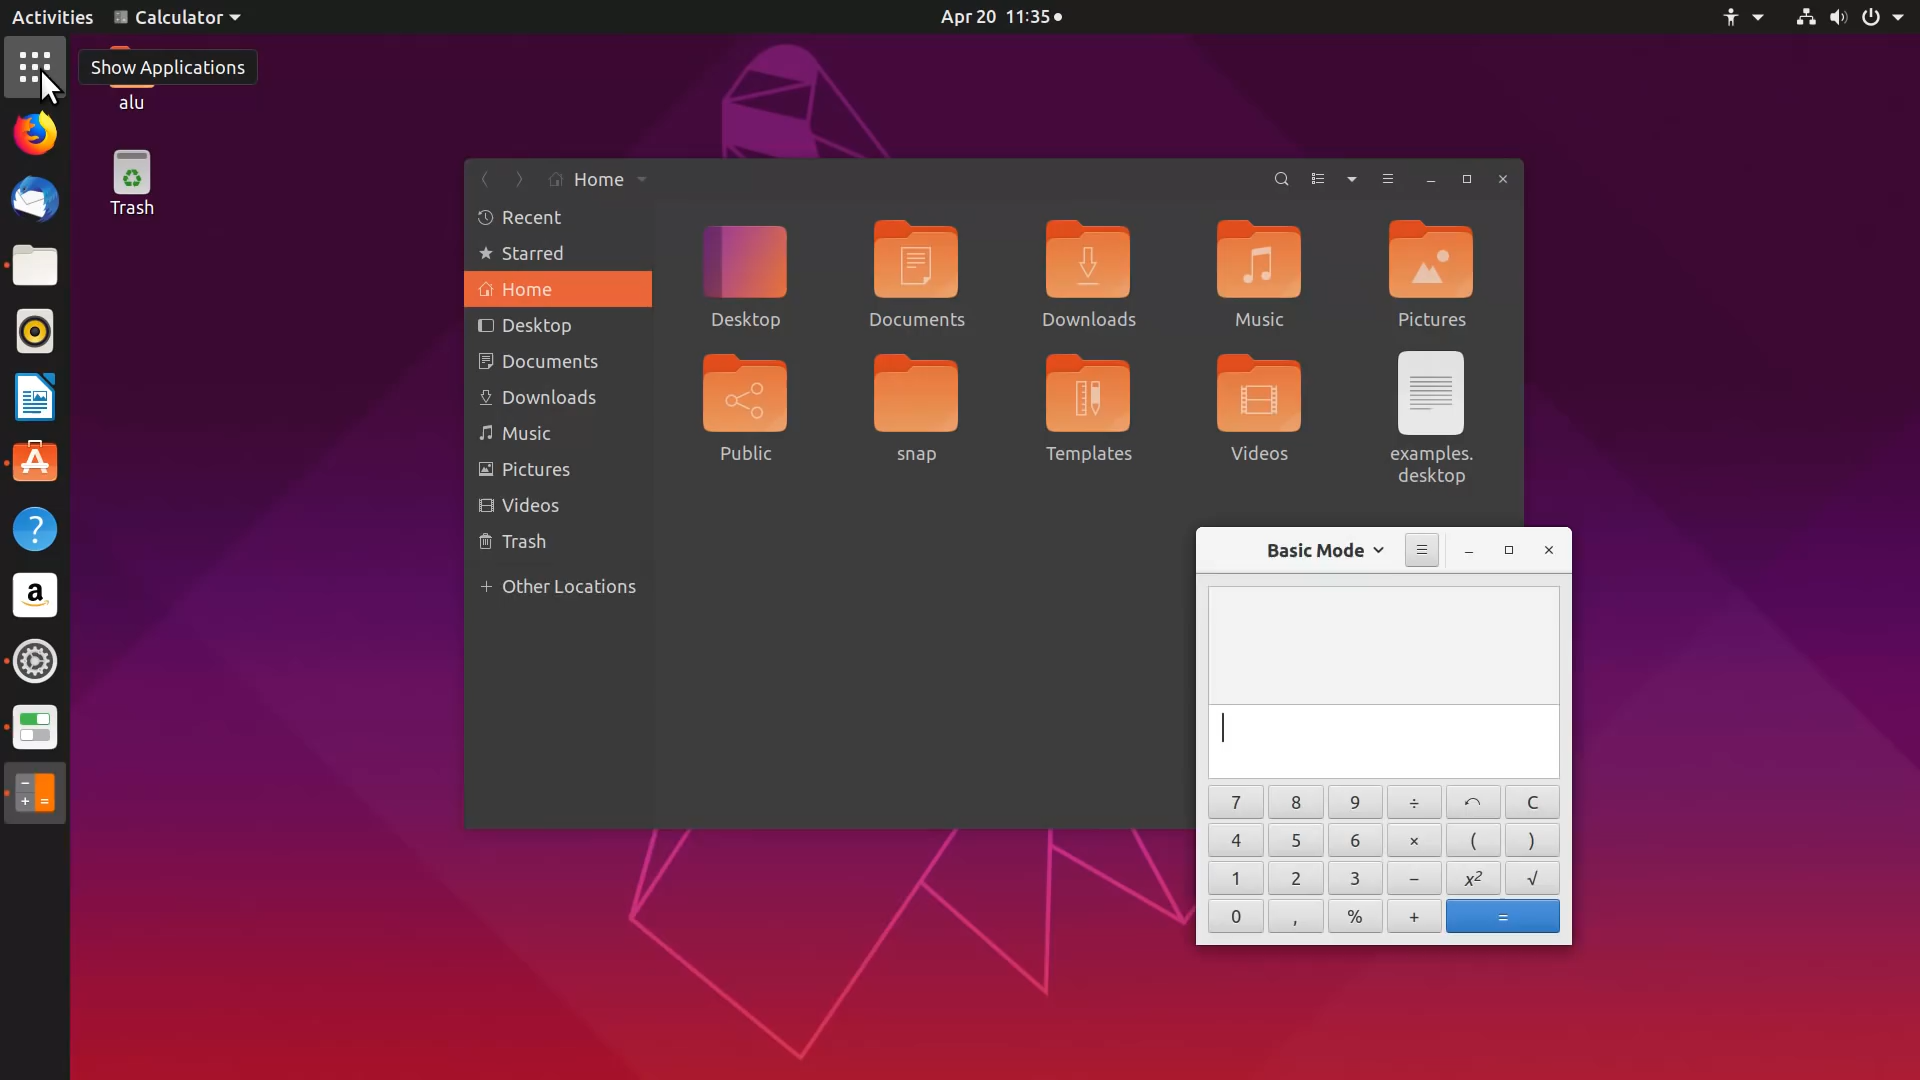 Activities
Calculator
Apr 20 11:35
Show Applications
alu
Trash
Home
Recent
Starred
Home
Desktop
Documents
Downloads
Music
Pictures
Videos
Trash
+ Other Locations
Desktop
Documents
Downloads
Music
Pictures
Public
snap
Templates
Videos
examples.
desktop
Basic Mode
7 8 9 ÷ C
4 5 6 × ( )
1 2 3 − x² √
0 , % + =
?
a